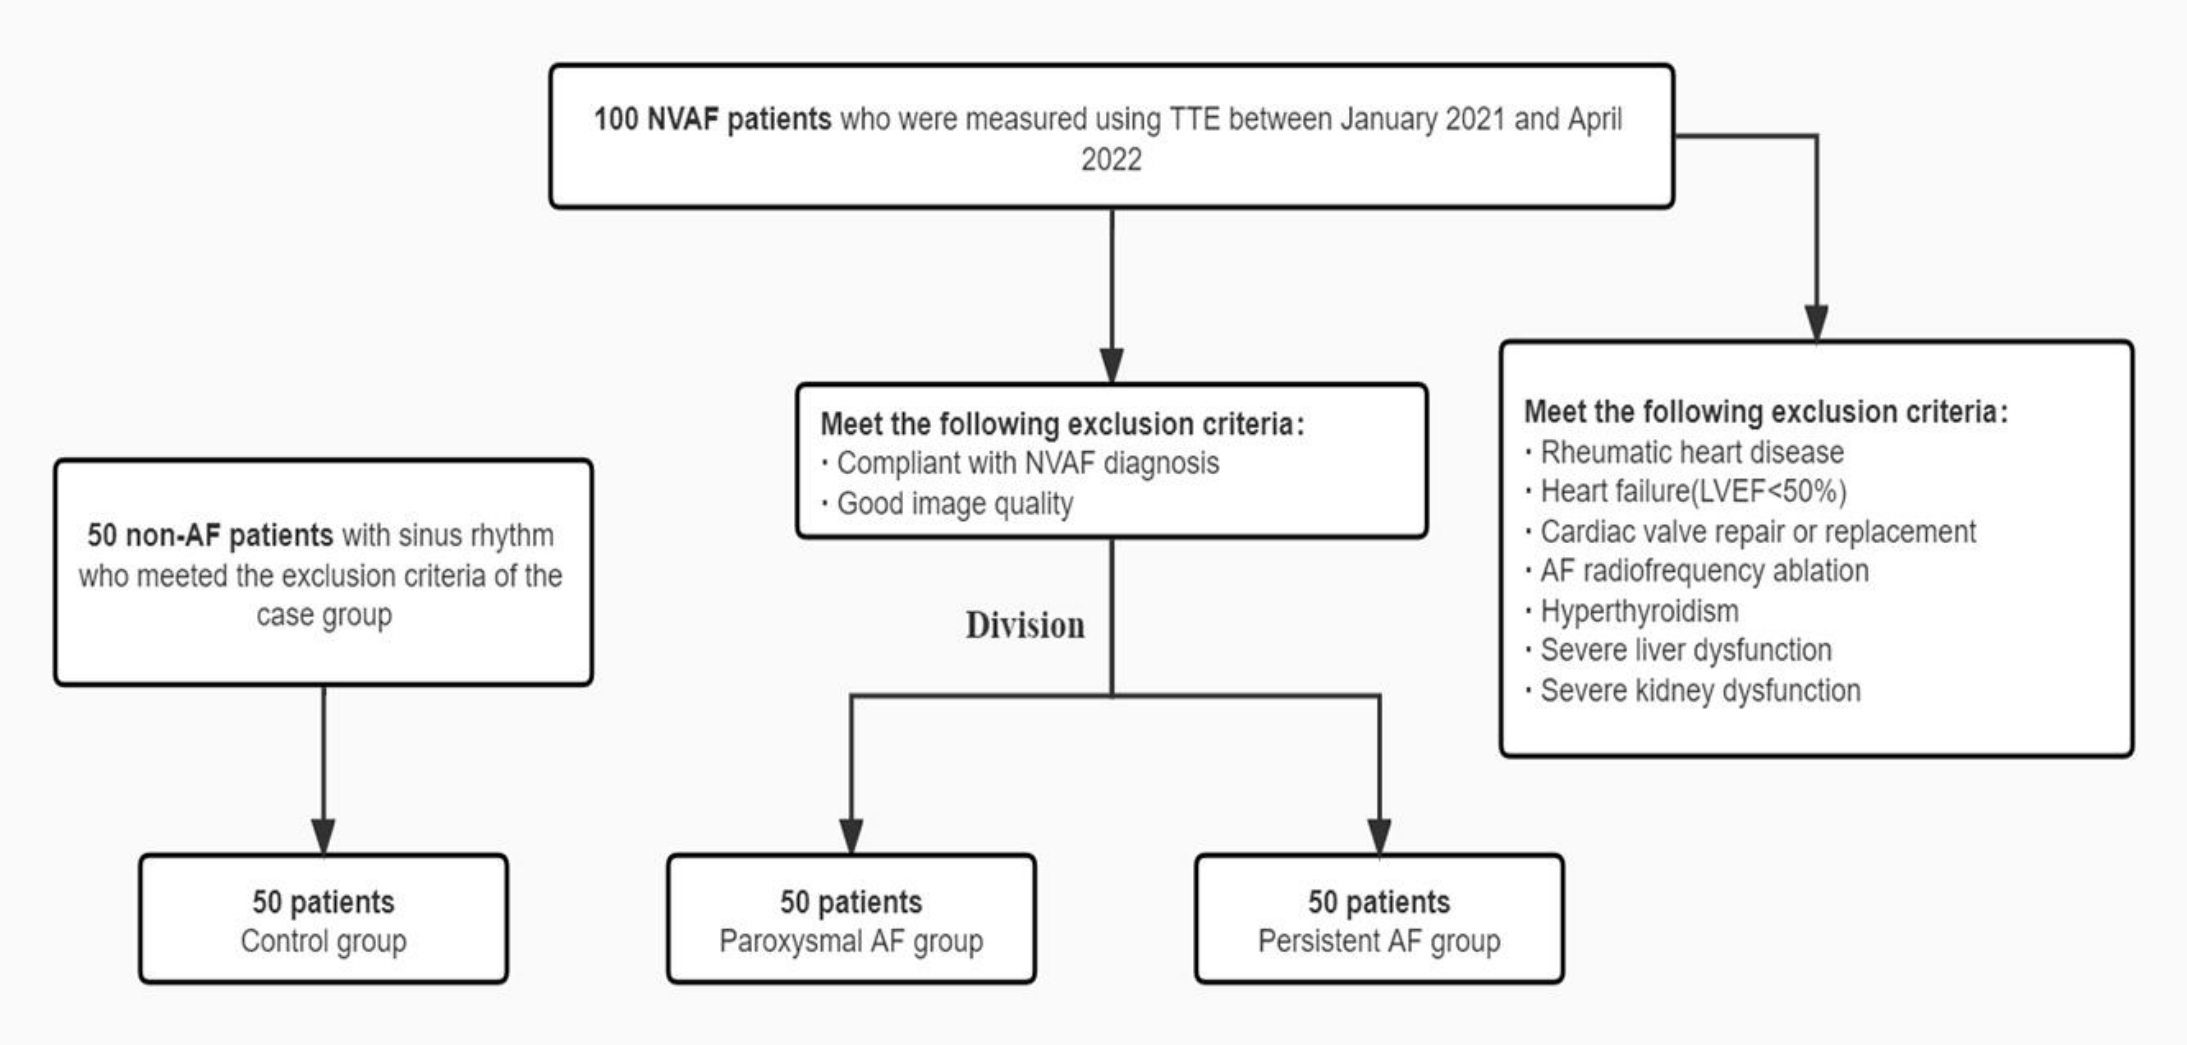 100 NVAF patients who were measured using TTE between January 2021 and April
2022
Meet the following exclusion criteria:
· Compliant with NVAF diagnosis
· Good image quality
Meet the following exclusion criteria:
· Rheumatic heart disease
· Heart failure(LVEF<50%)
· Cardiac valve repair or replacement
· AF radiofrequency ablation
· Hyperthyroidism
· Severe liver dysfunction
· Severe kidney dysfunction
50 non-AF patients with sinus rhythm
who meeted the exclusion criteria of the
case group
Division
50 patients
Control group
50 patients
Paroxysmal AF group
50 patients
Persistent AF group